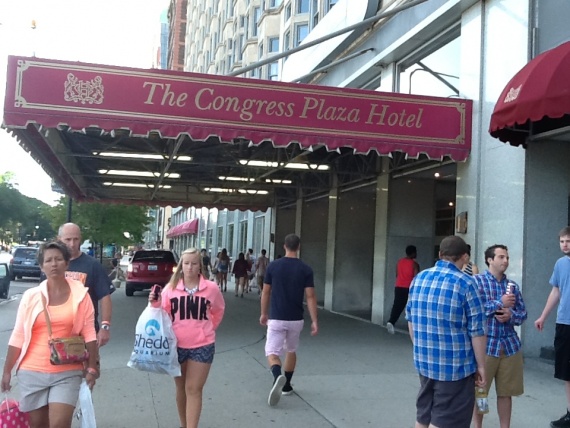 The Congress Plaza Hotel
PINK
Shedd
AQUARIUM